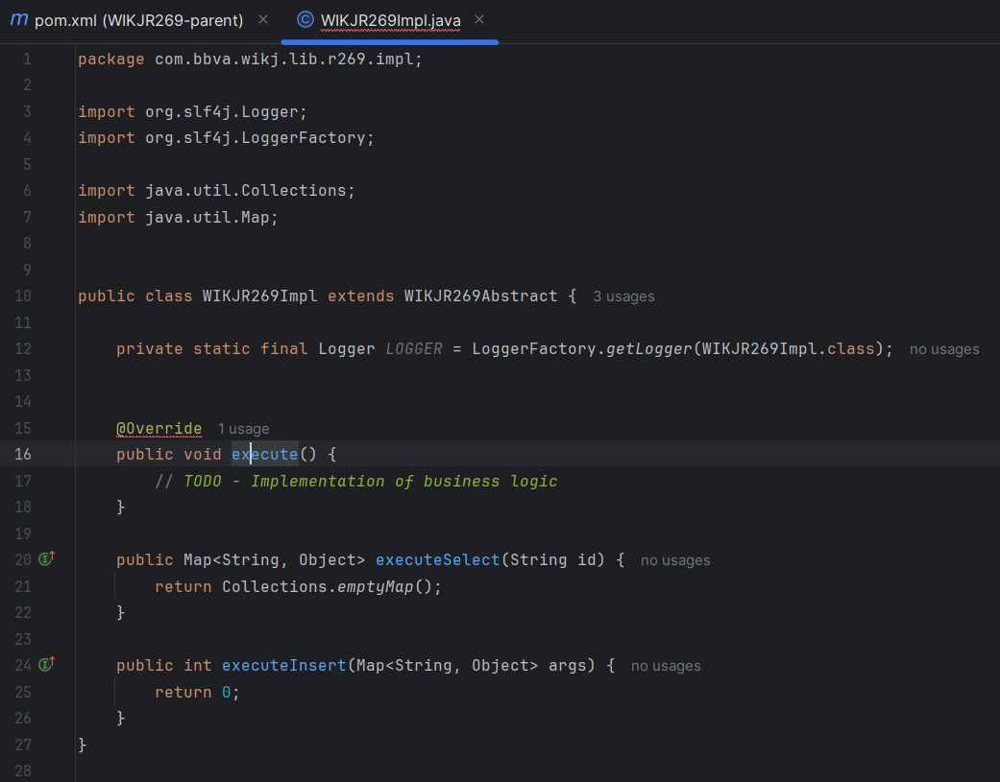 m pom.xml (WIKJR269-parent) × © WIKJR269Impl.java ×
1 package com.bbva.wikj.lib.r269.impl;
2
3 import org.slf4j.Logger;
4 import org.slf4j.LoggerFactory;
5
6 import java.util.Collections;
7 import java.util.Map;
8
9
10 public class WIKJR269Impl extends WIKJR269Abstract { 3 usages
11
12 private static final Logger LOGGER = LoggerFactory.getLogger(WIKJR269Impl.class); no usages
13
14
15 @Override 1 usage
16 public void execute() {
17 // TODO - Implementation of business logic
18 }
19
20 public Map<String, Object> executeSelect(String id) { no usages
21 return Collections.emptyMap();
22 }
23
24 public int executeInsert(Map<String, Object> args) { no usages
25 return 0;
26 }
27 }
28